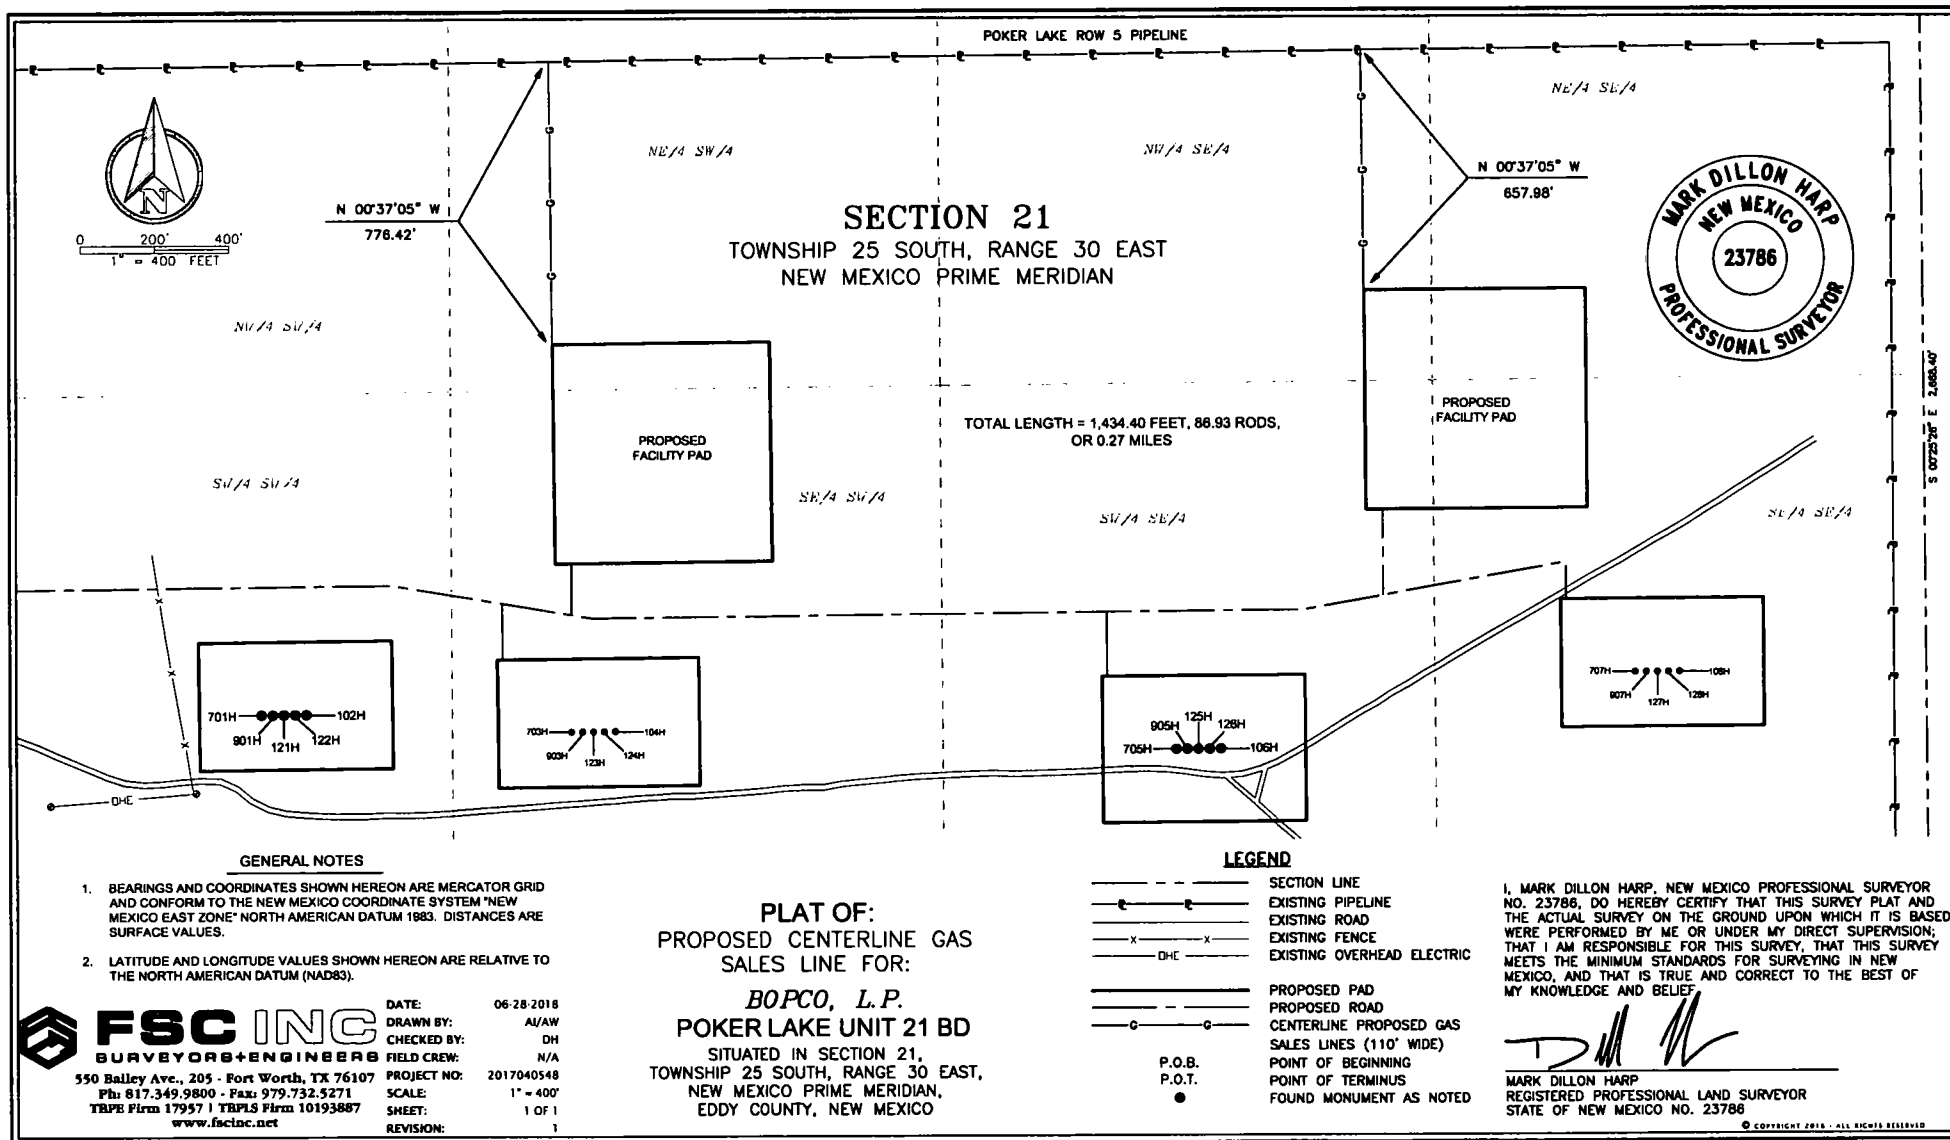 POKER LAKE ROW 5 PIPELINE
NE/4 SE/4
NE/4 SW/4
NW/4 SE/4
N
0 200' 400'
1" = 400 FEET
N 00°37'05" W
776.42'
N 00°37'05" W
657.98'
SECTION 21
TOWNSHIP 25 SOUTH, RANGE 30 EAST
NEW MEXICO PRIME MERIDIAN
MARK DILLON HARP
NEW MEXICO
23786
PROFESSIONAL SURVEYOR
NW/4 SW/4
S 00°25'26" E 2,668.40'
PROPOSED
FACILITY PAD
TOTAL LENGTH = 1,434.40 FEET, 86.93 RODS,
OR 0.27 MILES
PROPOSED
FACILITY PAD
SW/4 SW/4
SE/4 SW/4
SW/4 SE/4
SE/4 SE/4
701H
102H
901H
121H
122H
703H
104H
903H
123H
124H
905H
125H
126H
705H
106H
707H
108H
907H
127H
128H
OHE
GENERAL NOTES
1. BEARINGS AND COORDINATES SHOWN HEREON ARE MERCATOR GRID
AND CONFORM TO THE NEW MEXICO COORDINATE SYSTEM "NEW
MEXICO EAST ZONE" NORTH AMERICAN DATUM 1983. DISTANCES ARE
SURFACE VALUES.
2. LATITUDE AND LONGITUDE VALUES SHOWN HEREON ARE RELATIVE TO
THE NORTH AMERICAN DATUM (NAD83).
FSC INC
SURVEYORS+ENGINEERS
550 Bailey Ave., 205 - Fort Worth, TX 76107
Ph: 817.349.9800 - Fax: 979.732.5271
TBPE Firm 17957 | TBPLS Firm 10193887
www.fscinc.net
DATE: 06-28-2018
DRAWN BY: AI/AW
CHECKED BY: DH
FIELD CREW: N/A
PROJECT NO: 2017040548
SCALE: 1" = 400'
SHEET: 1 OF 1
REVISION: 1
PLAT OF:
PROPOSED CENTERLINE GAS
SALES LINE FOR:
BOPCO, L.P.
POKER LAKE UNIT 21 BD
SITUATED IN SECTION 21,
TOWNSHIP 25 SOUTH, RANGE 30 EAST,
NEW MEXICO PRIME MERIDIAN,
EDDY COUNTY, NEW MEXICO
LEGEND
SECTION LINE
EXISTING PIPELINE
EXISTING ROAD
x x EXISTING FENCE
OHE EXISTING OVERHEAD ELECTRIC
PROPOSED PAD
PROPOSED ROAD
G G CENTERLINE PROPOSED GAS
SALES LINES (110' WIDE)
P.O.B. POINT OF BEGINNING
P.O.T. POINT OF TERMINUS
FOUND MONUMENT AS NOTED
I, MARK DILLON HARP, NEW MEXICO PROFESSIONAL SURVEYOR
NO. 23786, DO HEREBY CERTIFY THAT THIS SURVEY PLAT AND
THE ACTUAL SURVEY ON THE GROUND UPON WHICH IT IS BASED
WERE PERFORMED BY ME OR UNDER MY DIRECT SUPERVISION;
THAT I AM RESPONSIBLE FOR THIS SURVEY, THAT THIS SURVEY
MEETS THE MINIMUM STANDARDS FOR SURVEYING IN NEW
MEXICO, AND THAT IS TRUE AND CORRECT TO THE BEST OF
MY KNOWLEDGE AND BELIEF
MARK DILLON HARP
REGISTERED PROFESSIONAL LAND SURVEYOR
STATE OF NEW MEXICO NO. 23786
© COPYRIGHT 2018 - ALL RIGHTS RESERVED